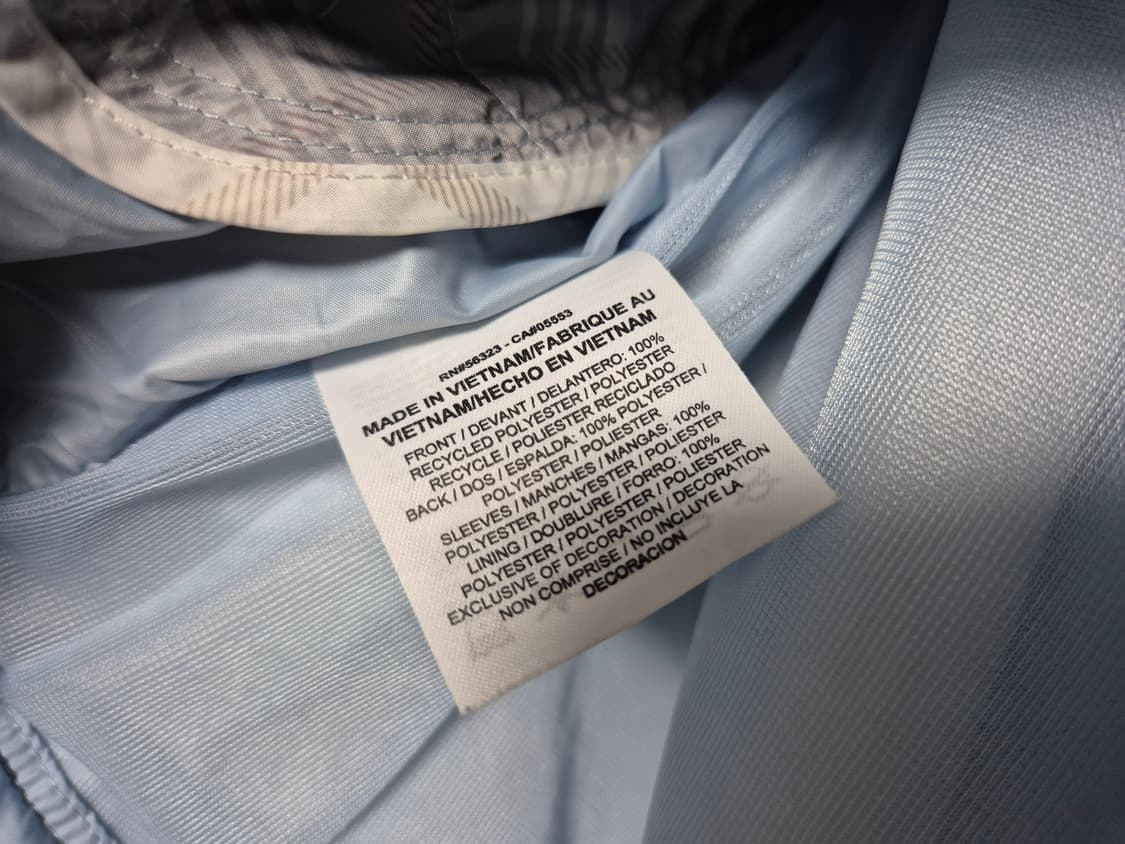 RN#56323 - CA#05553
MADE IN VIETNAM/FABRIQUE AU
VIETNAM/HECHO EN VIETNAM
FRONT / DEVANT / DELANTERO: 100%
RECYCLED POLYESTER / POLYESTER
RECYCLE / POLIESTER RECICLADO
BACK / DOS / ESPALDA: 100% POLYESTER /
POLYESTER / POLIESTER
SLEEVES / MANCHES / MANGAS: 100%
POLYESTER / POLYESTER / POLIESTER
LINING / DOUBLURE / FORRO: 100%
POLYESTER / POLYESTER / POLIESTER
EXCLUSIVE OF DECORATION / DECORATION
NON COMPRISE / NO INCLUYE LA
DECORACION